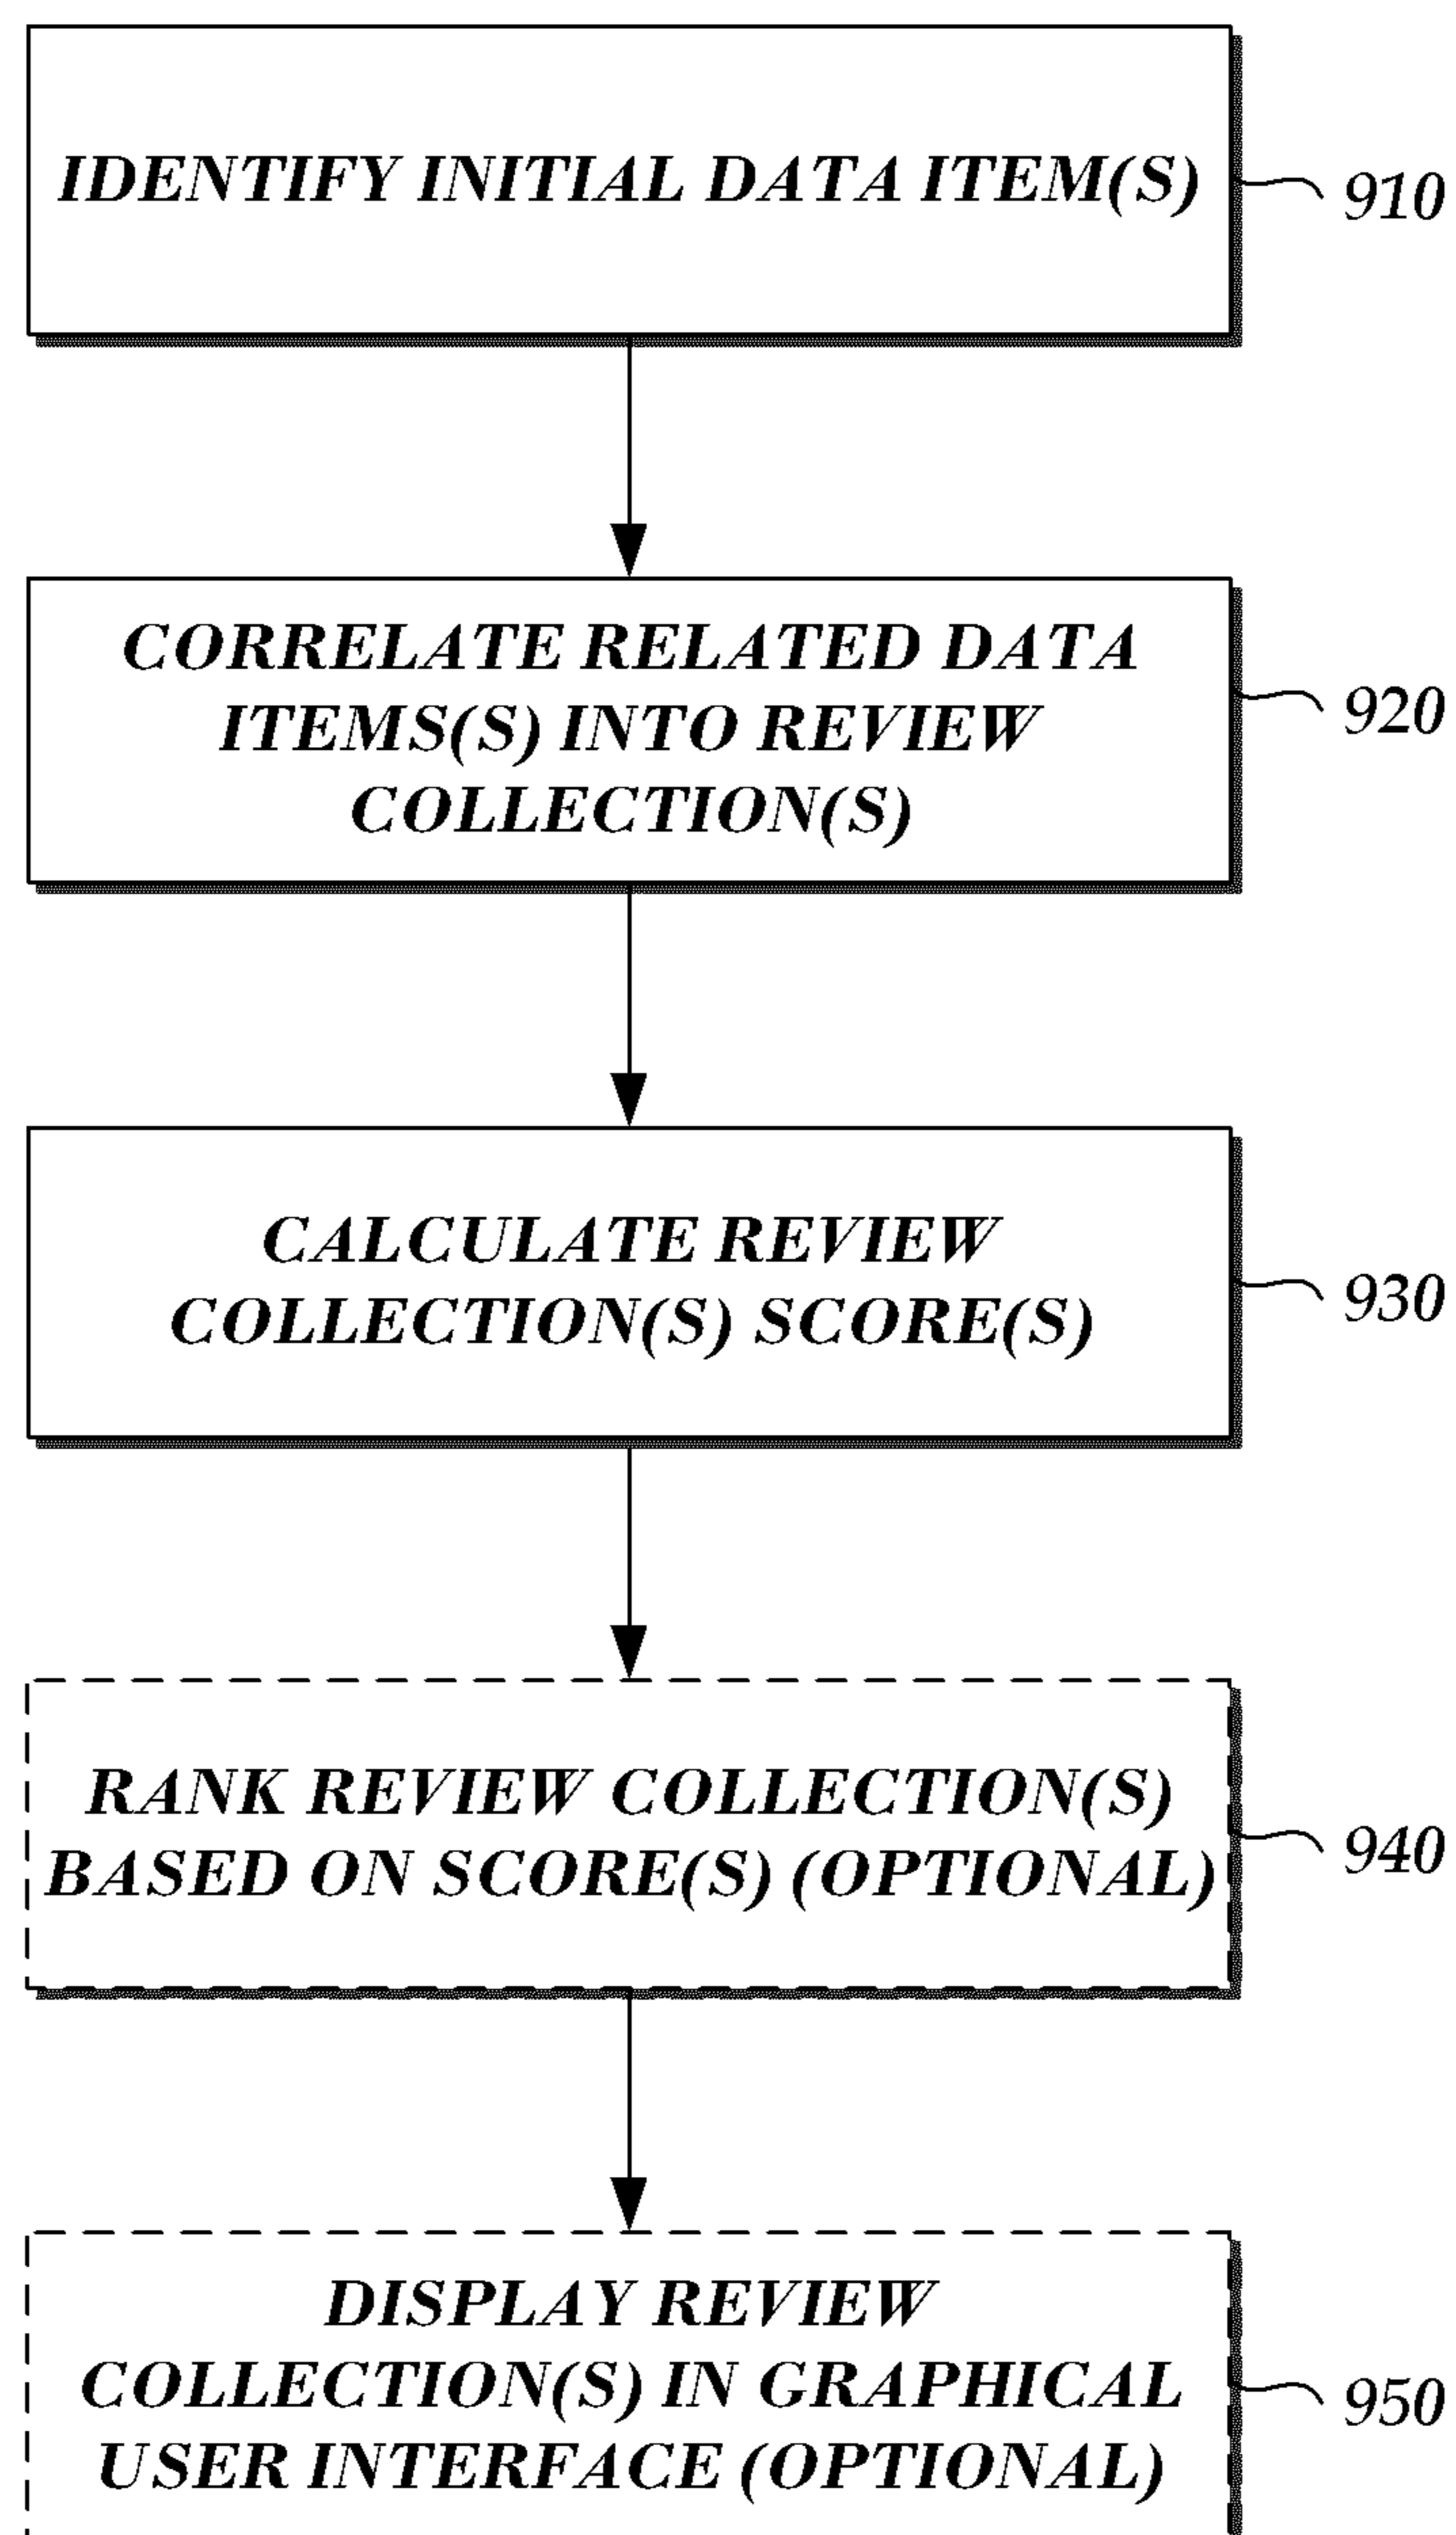 IDENTIFY INITIAL DATA ITEM(S)
910
CORRELATE RELATED DATA
ITEMS(S) INTO REVIEW
COLLECTION(S)
920
CALCULATE REVIEW
COLLECTION(S) SCORE(S)
930
RANK REVIEW COLLECTION(S)
BASED ON SCORE(S) (OPTIONAL)
940
DISPLAY REVIEW
COLLECTION(S) IN GRAPHICAL
USER INTERFACE (OPTIONAL)
950